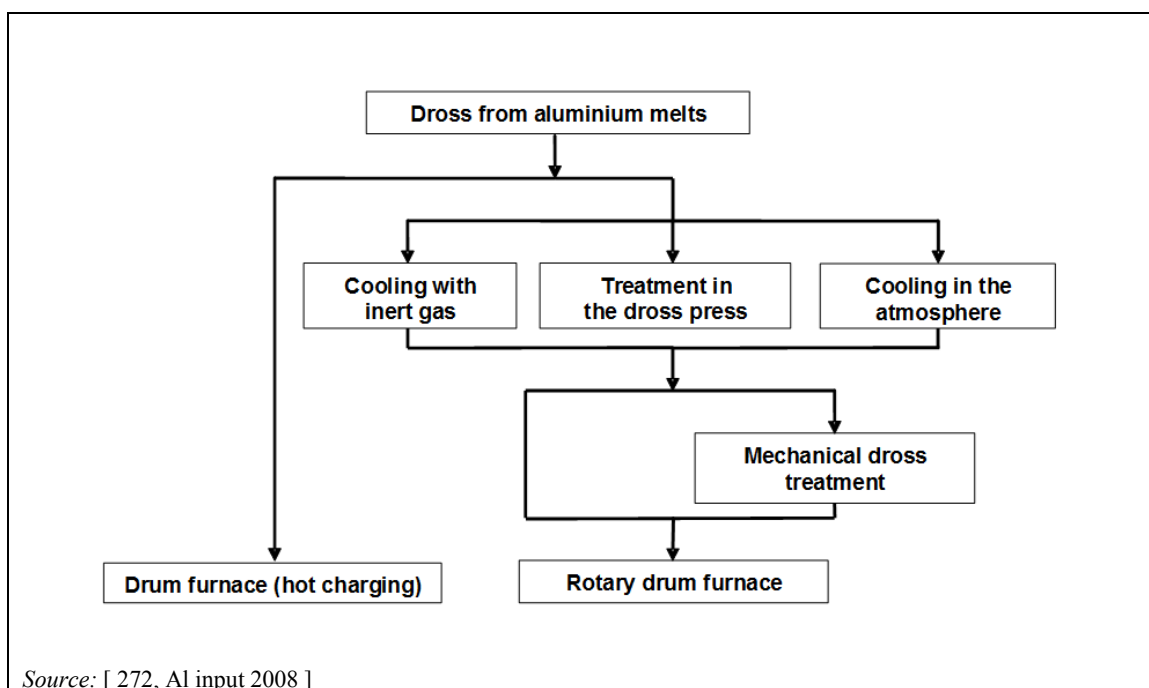 Dross from aluminium melts
Cooling with
inert gas
Treatment in
the dross press
Cooling in the
atmosphere
Mechanical dross
treatment
Drum furnace (hot charging)
Rotary drum furnace
Source: [ 272, Al input 2008 ]